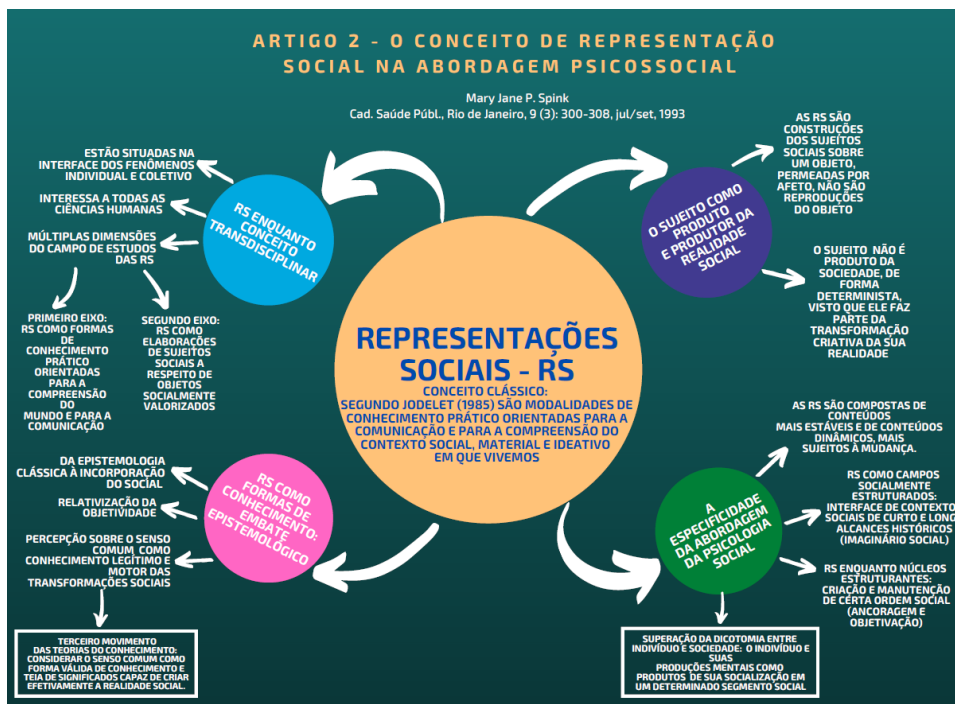 ARTIGO 2 - O CONCEITO DE REPRESENTAÇÃO
SOCIAL NA ABORDAGEM PSICOSSOCIAL
Mary Jane P. Spink
Cad. Saúde Públ., Rio de Janeiro, 9 (3): 300-308, jul/set, 1993
REPRESENTAÇÕES
SOCIAIS - RS
CONCEITO CLÁSSICO:
SEGUNDO JODELET (1985) SÃO MODALIDADES DE
CONHECIMENTO PRÁTICO ORIENTADAS PARA A
COMUNICAÇÃO E PARA A COMPREENSÃO DO
CONTEXTO SOCIAL, MATERIAL E IDEATIVO
EM QUE VIVEMOS
RS ENQUANTO
CONCEITO
TRANSDISCIPLINAR
ESTÃO SITUADAS NA
INTERFACE DOS FENÔMENOS
INDIVIDUAL E COLETIVO
INTERESSA A TODAS AS
CIÊNCIAS HUMANAS
MÚLTIPLAS DIMENSÕES
DO CAMPO DE ESTUDOS
DAS RS
PRIMEIRO EIXO:
RS COMO FORMAS
DE
CONHECIMENTO
PRÁTICO
ORIENTADAS
PARA A
COMPREENSÃO
DO
MUNDO E PARA A
COMUNICAÇÃO
SEGUNDO EIXO:
RS COMO
ELABORAÇÕES
DE SUJEITOS
SOCIAIS A
RESPEITO DE
OBJETOS
SOCIALMENTE
VALORIZADOS
O SUJEITO COMO
PRODUTO
E PRODUTOR DA
REALIDADE
SOCIAL
AS RS SÃO
CONSTRUÇÕES
DOS SUJEITOS
SOCIAIS SOBRE
UM OBJETO,
PERMEADAS POR
AFETO, NÃO SÃO
REPRODUÇÕES
DO OBJETO
O SUJEITO NÃO É
PRODUTO DA
SOCIEDADE, DE
FORMA
DETERMINISTA,
VISTO QUE ELE FAZ
PARTE DA
TRANSFORMAÇÃO
CRIATIVA DA SUA
REALIDADE
RS COMO
FORMAS DE
CONHECIMENTO:
EMBATE
EPISTEMOLÓGICO
DA EPISTEMOLOGIA
CLÁSSICA À INCORPORAÇÃO
DO SOCIAL
RELATIVIZAÇÃO DA
OBJETIVIDADE
PERCEPÇÃO SOBRE O SENSO
COMUM COMO
CONHECIMENTO LEGÍTIMO E
MOTOR DAS
TRANSFORMAÇÕES SOCIAIS
TERCEIRO MOVIMENTO
DAS TEORIAS DO CONHECIMENTO:
CONSIDERAR O SENSO COMUM COMO
FORMA VÁLIDA DE CONHECIMENTO E
TEIA DE SIGNIFICADOS CAPAZ DE CRIAR
EFETIVAMENTE A REALIDADE SOCIAL.
A
ESPECIFICIDADE
DA ABORDAGEM
DA PSICOLOGIA
SOCIAL
AS RS SÃO COMPOSTAS DE
CONTEÚDOS
MAIS ESTÁVEIS E DE CONTEÚDOS
DINÂMICOS, MAIS
SUJEITOS À MUDANÇA.
RS COMO CAMPOS
SOCIALMENTE
ESTRUTURADOS:
INTERFACE DE CONTEXTO
SOCIAIS DE CURTO E LONG
ALCANCES HISTÓRICOS
(IMAGINÁRIO SOCIAL)
RS ENQUANTO NÚCLEOS
ESTRUTURANTES:
CRIAÇÃO E MANUTENÇÃO
DE CERTA ORDEM SOCIAL
(ANCORAGEM E
OBJETIVAÇÃO)
SUPERAÇÃO DA DICOTOMIA ENTRE
INDIVÍDUO E SOCIEDADE: O INDIVÍDUO E
SUAS
PRODUÇÕES MENTAIS COMO
PRODUTOS DE SUA SOCIALIZAÇÃO EM
UM DETERMINADO SEGMENTO SOCIAL